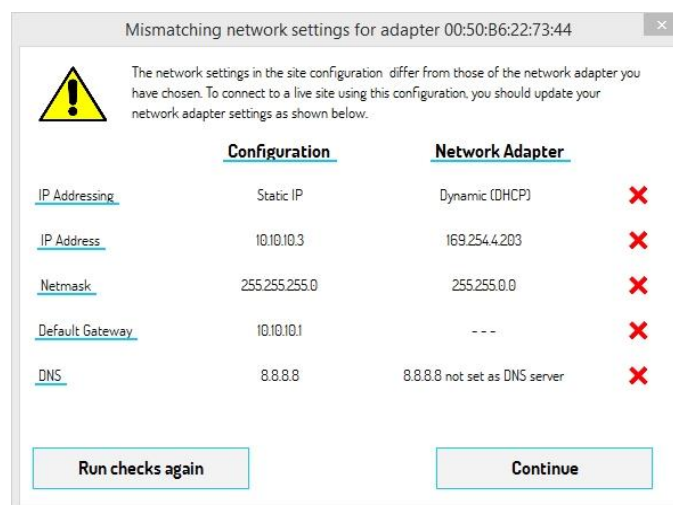 Mismatching network settings for adapter 00:50:B6:22:73:44
The network settings in the site configuration differ from those of the network adapter you
have chosen. To connect to a live site using this configuration, you should update your
network adapter settings as shown below.
Configuration Network Adapter
IP Addressing Static IP Dynamic (DHCP)
IP Address 10.10.10.3 169.254.4.203
Netmask 255.255.255.0 255.255.0.0
Default Gateway 10.10.10.1 ---
DNS 8.8.8.8 8.8.8.8 not set as DNS server
Run checks again Continue